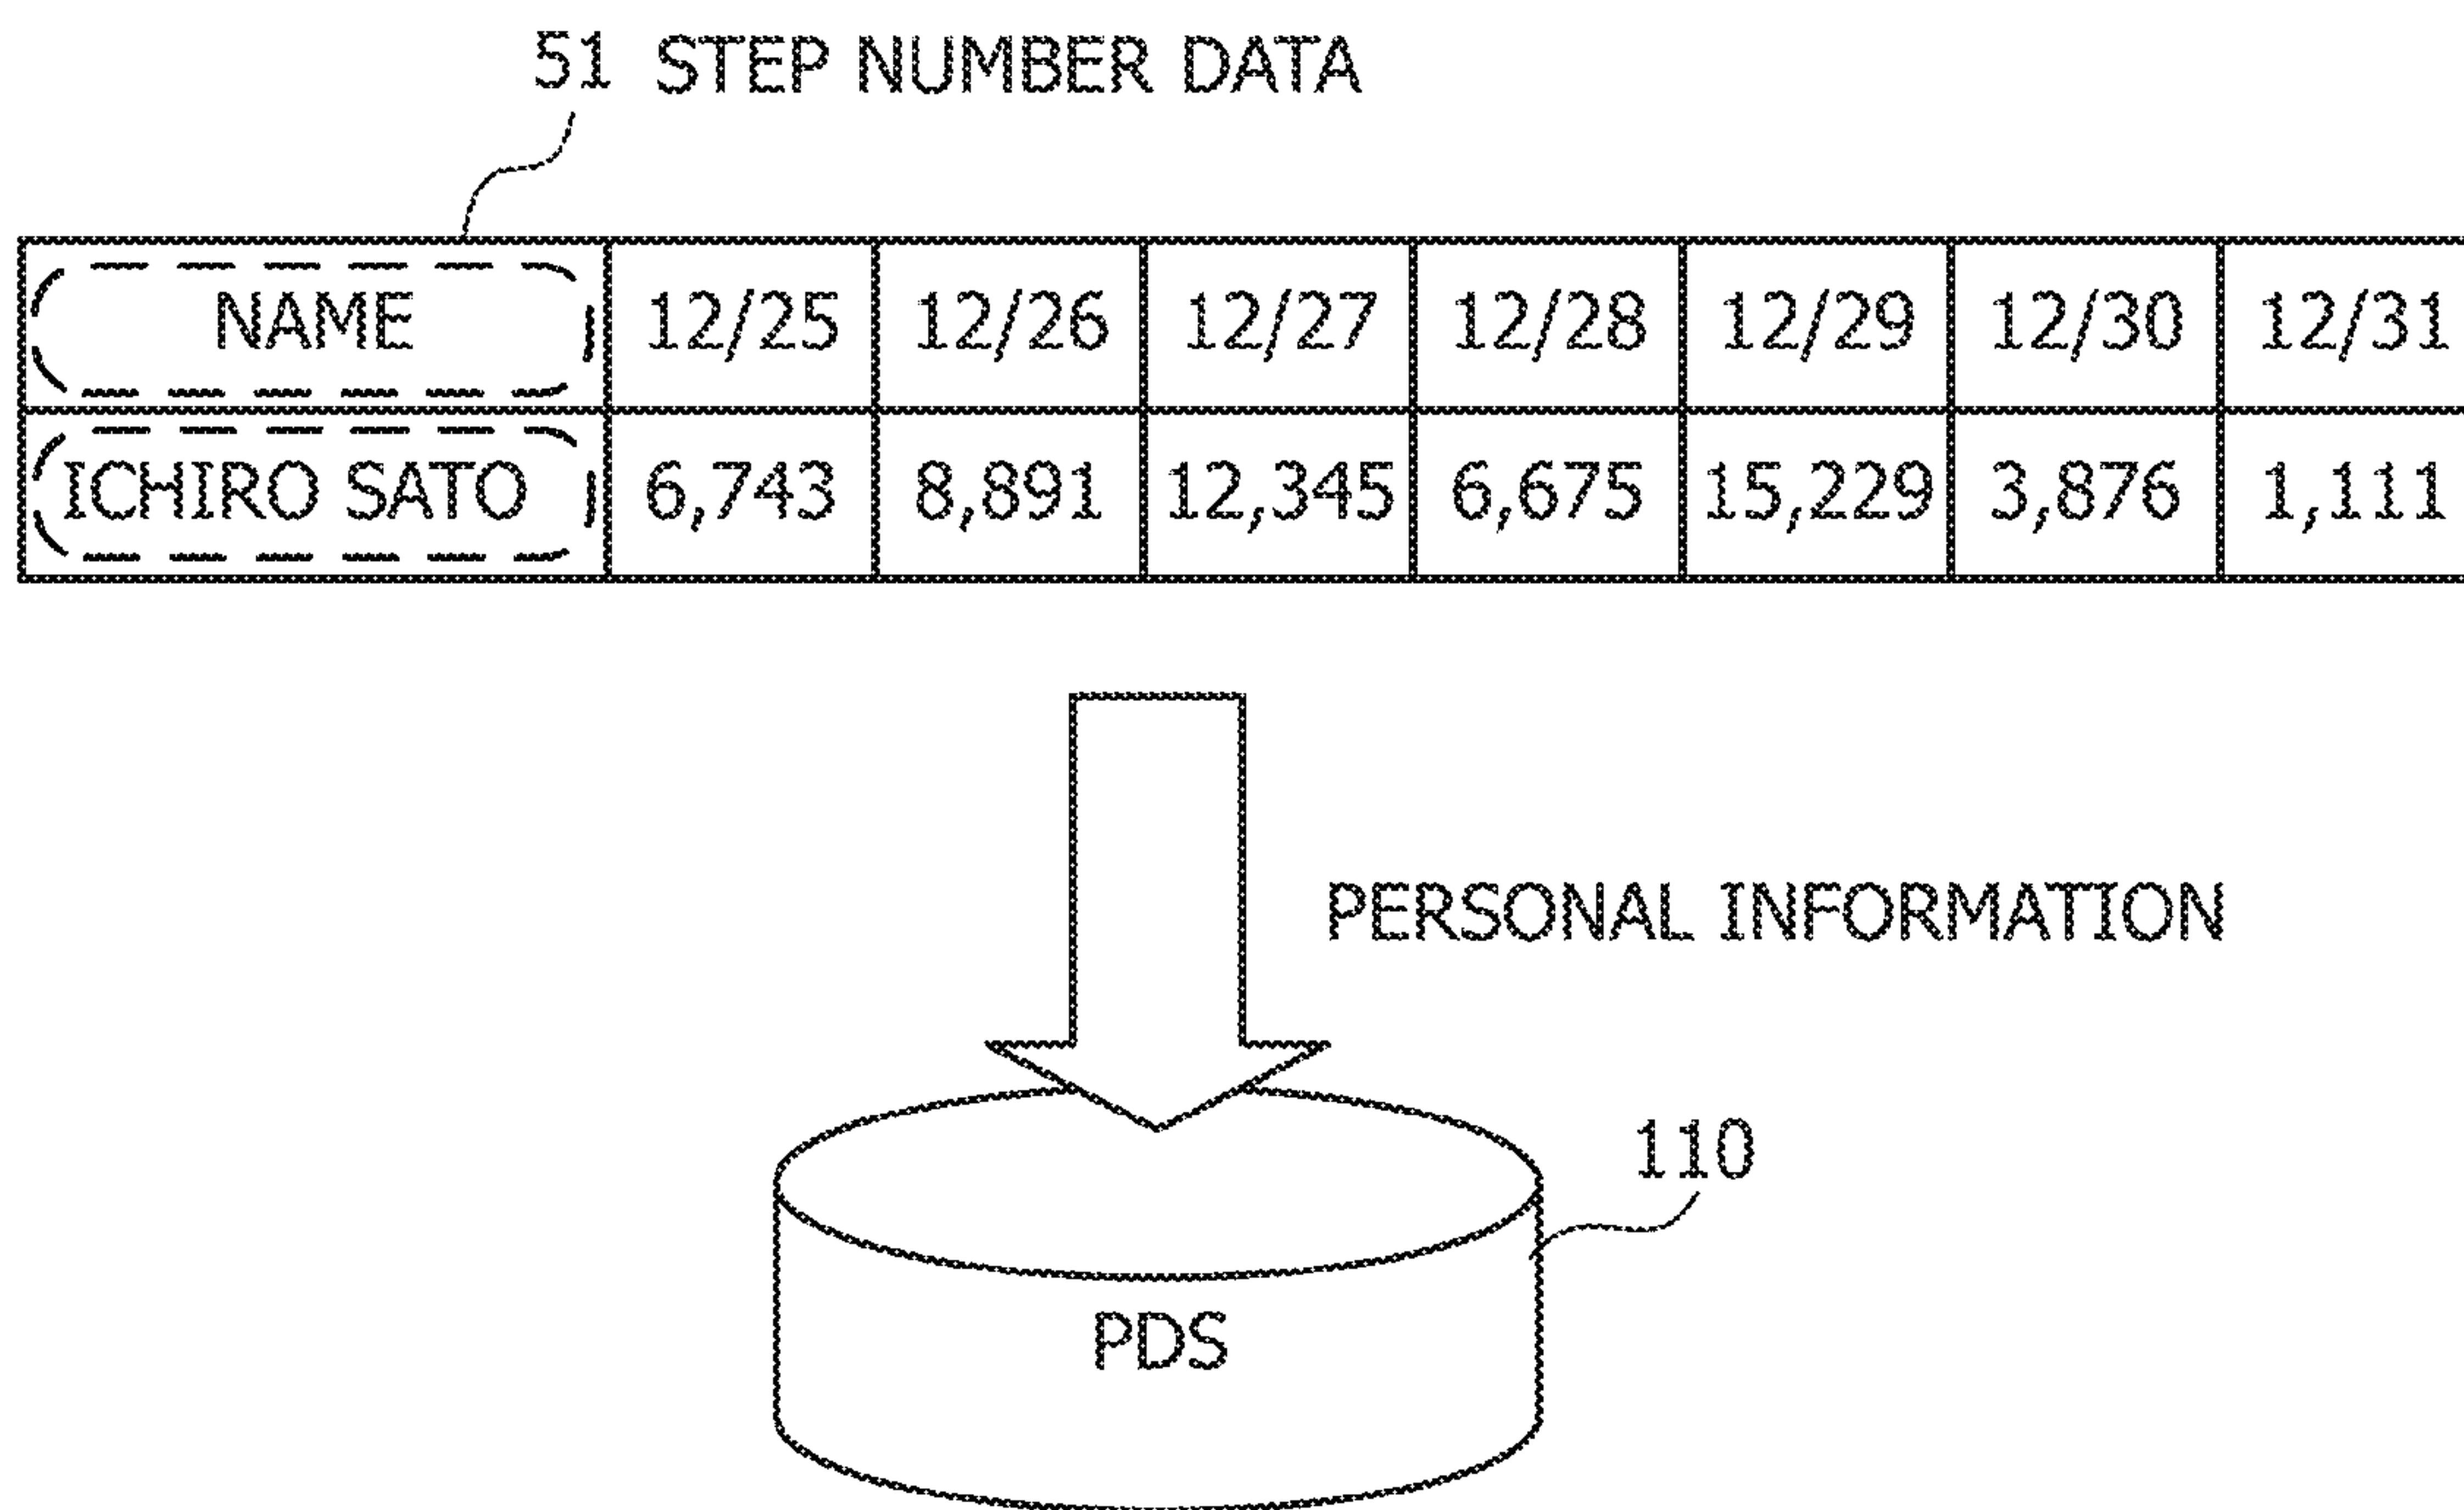 51 STEP NUMBER DATA
NAME 12/25 12/26 12/27 12/28 12/29 12/30 12/31
ICHIRO SATO 6,743 8,891 12,345 6,675 15,229 3,876 1,111
PERSONAL INFORMATION
110
PDS